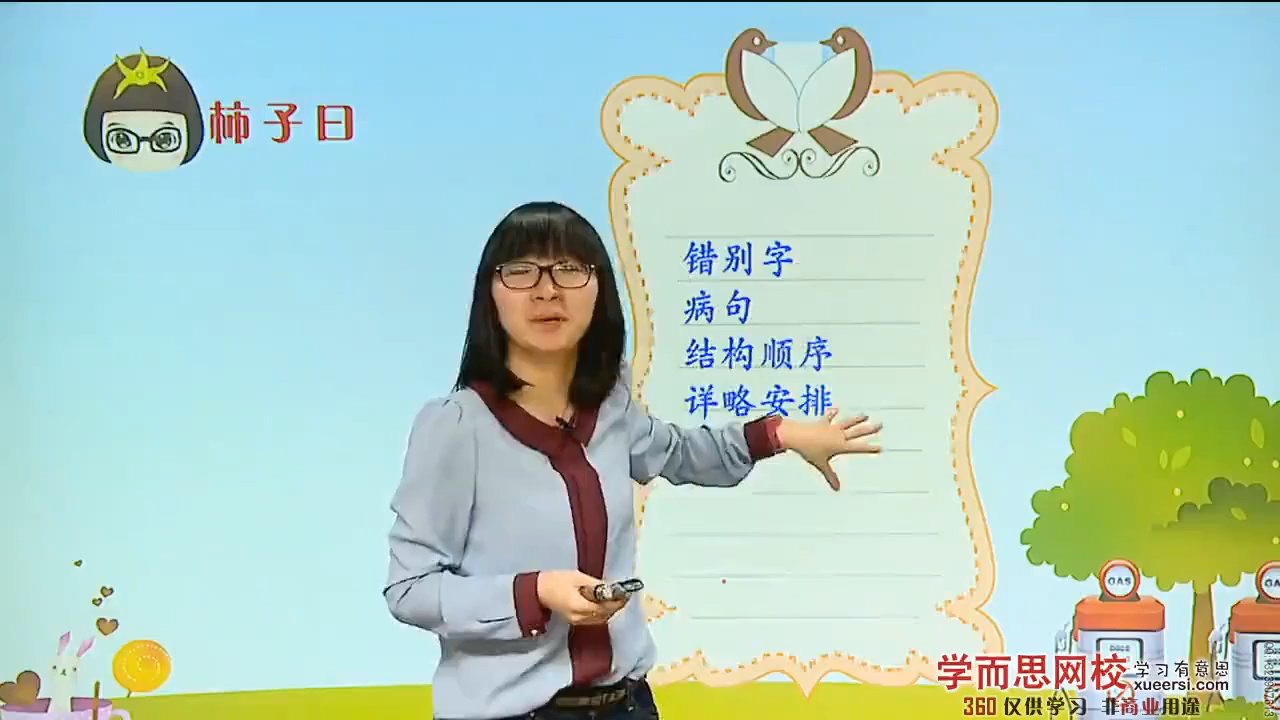 柿子曰
错别字
病句
结构顺序
详略安排
GAS
GAS
学而思网校
学习有意思
xueersi.com
360 仅供学习 非商业用途